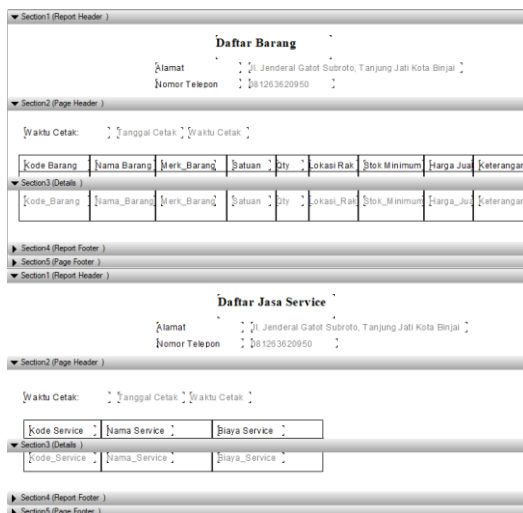 Section1 (Report Header )
Daftar Barang
Alamat Jl. Jenderal Gatot Subroto, Tanjung Jati Kota Binjai
Nomor Telepon 081263620950
Section2 (Page Header )
Waktu Cetak: Tanggal Cetak Waktu Cetak
Kode Barang Nama Barang Merk_Barang Satuan Qty Lokasi Rak Stok Minimum Harga Jual Keterangan
Section3 (Details )
Kode_Barang Nama_Barang Merk_Barang Satuan Qty Lokasi_Rak Stok_Minimum Harga_Jua Keterangan
Section4 (Report Footer )
Section5 (Page Footer )
Section1 (Report Header )
Daftar Jasa Service
Alamat Jl. Jenderal Gatot Subroto, Tanjung Jati Kota Binjai
Nomor Telepon 081263620950
Section2 (Page Header )
Waktu Cetak: Tanggal Cetak Waktu Cetak
Kode Service Nama Service Biaya Service
Section3 (Details )
Kode_Service Nama_Service Biaya_Service
Section4 (Report Footer )
Section5 (Page Footer )